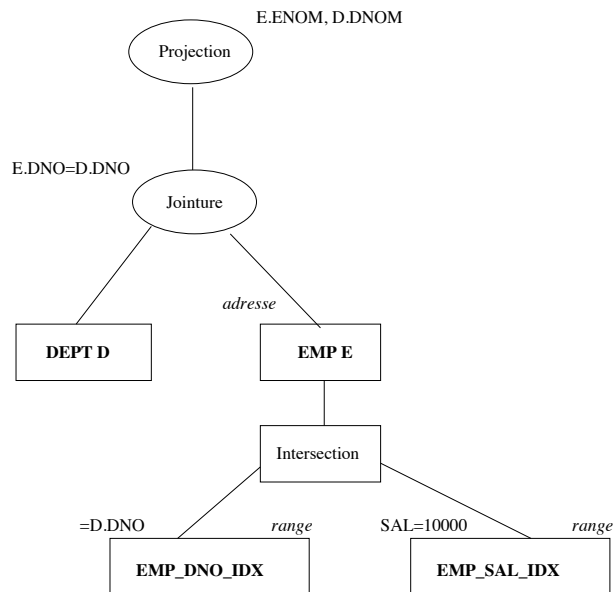 E.ENOM, D.DNOM
Projection
E.DNO=D.DNO
Jointure
adresse
DEPT D
EMP E
Intersection
=D.DNO
range
SAL=10000
range
EMP_DNO_IDX
EMP_SAL_IDX